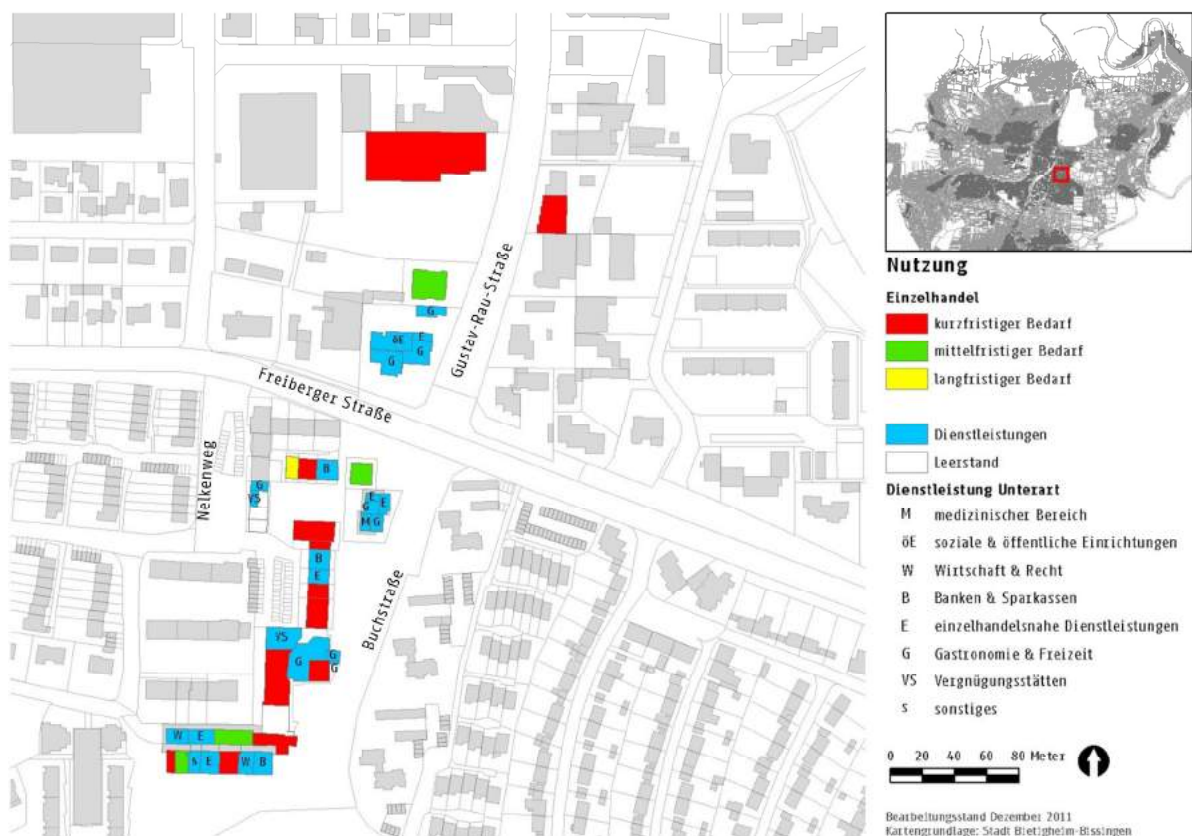 G
E
öE
G
G
Gustav-Rau-Straße
Freiberger Straße
Nelkenweg
B
G
VS
E
G
E
M
G
B
E
Buchstraße
VS
G
G
G
W
E
s
E
W
B
Nutzung
Einzelhandel
kurzfristiger Bedarf
mittelfristiger Bedarf
langfristiger Bedarf
Dienstleistungen
Leerstand
Dienstleistung Unterart
M medizinischer Bereich
öE soziale & öffentliche Einrichtungen
W Wirtschaft & Recht
B Banken & Sparkassen
E einzelhandelsnahe Dienstleistungen
G Gastronomie & Freizeit
VS Vergnügungsstätten
s sonstiges
0 20 40 60 80 Meter
Bearbeitungsstand Dezember 2011
Kartengrundlage: Stadt Bietigheim-Bissingen